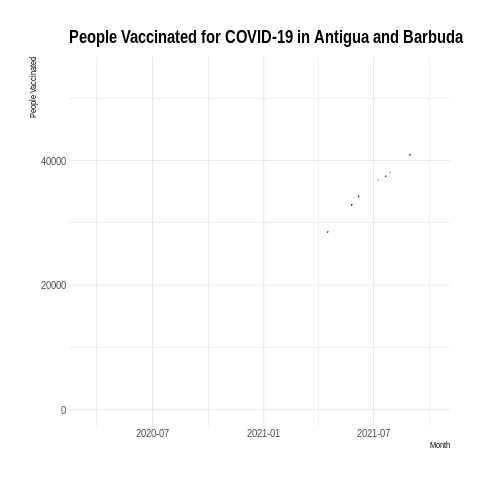 People Vaccinated for COVID-19 in Antigua and Barbuda
People Vaccinated
40000
20000
0
2020-07 2021-01 2021-07
Month